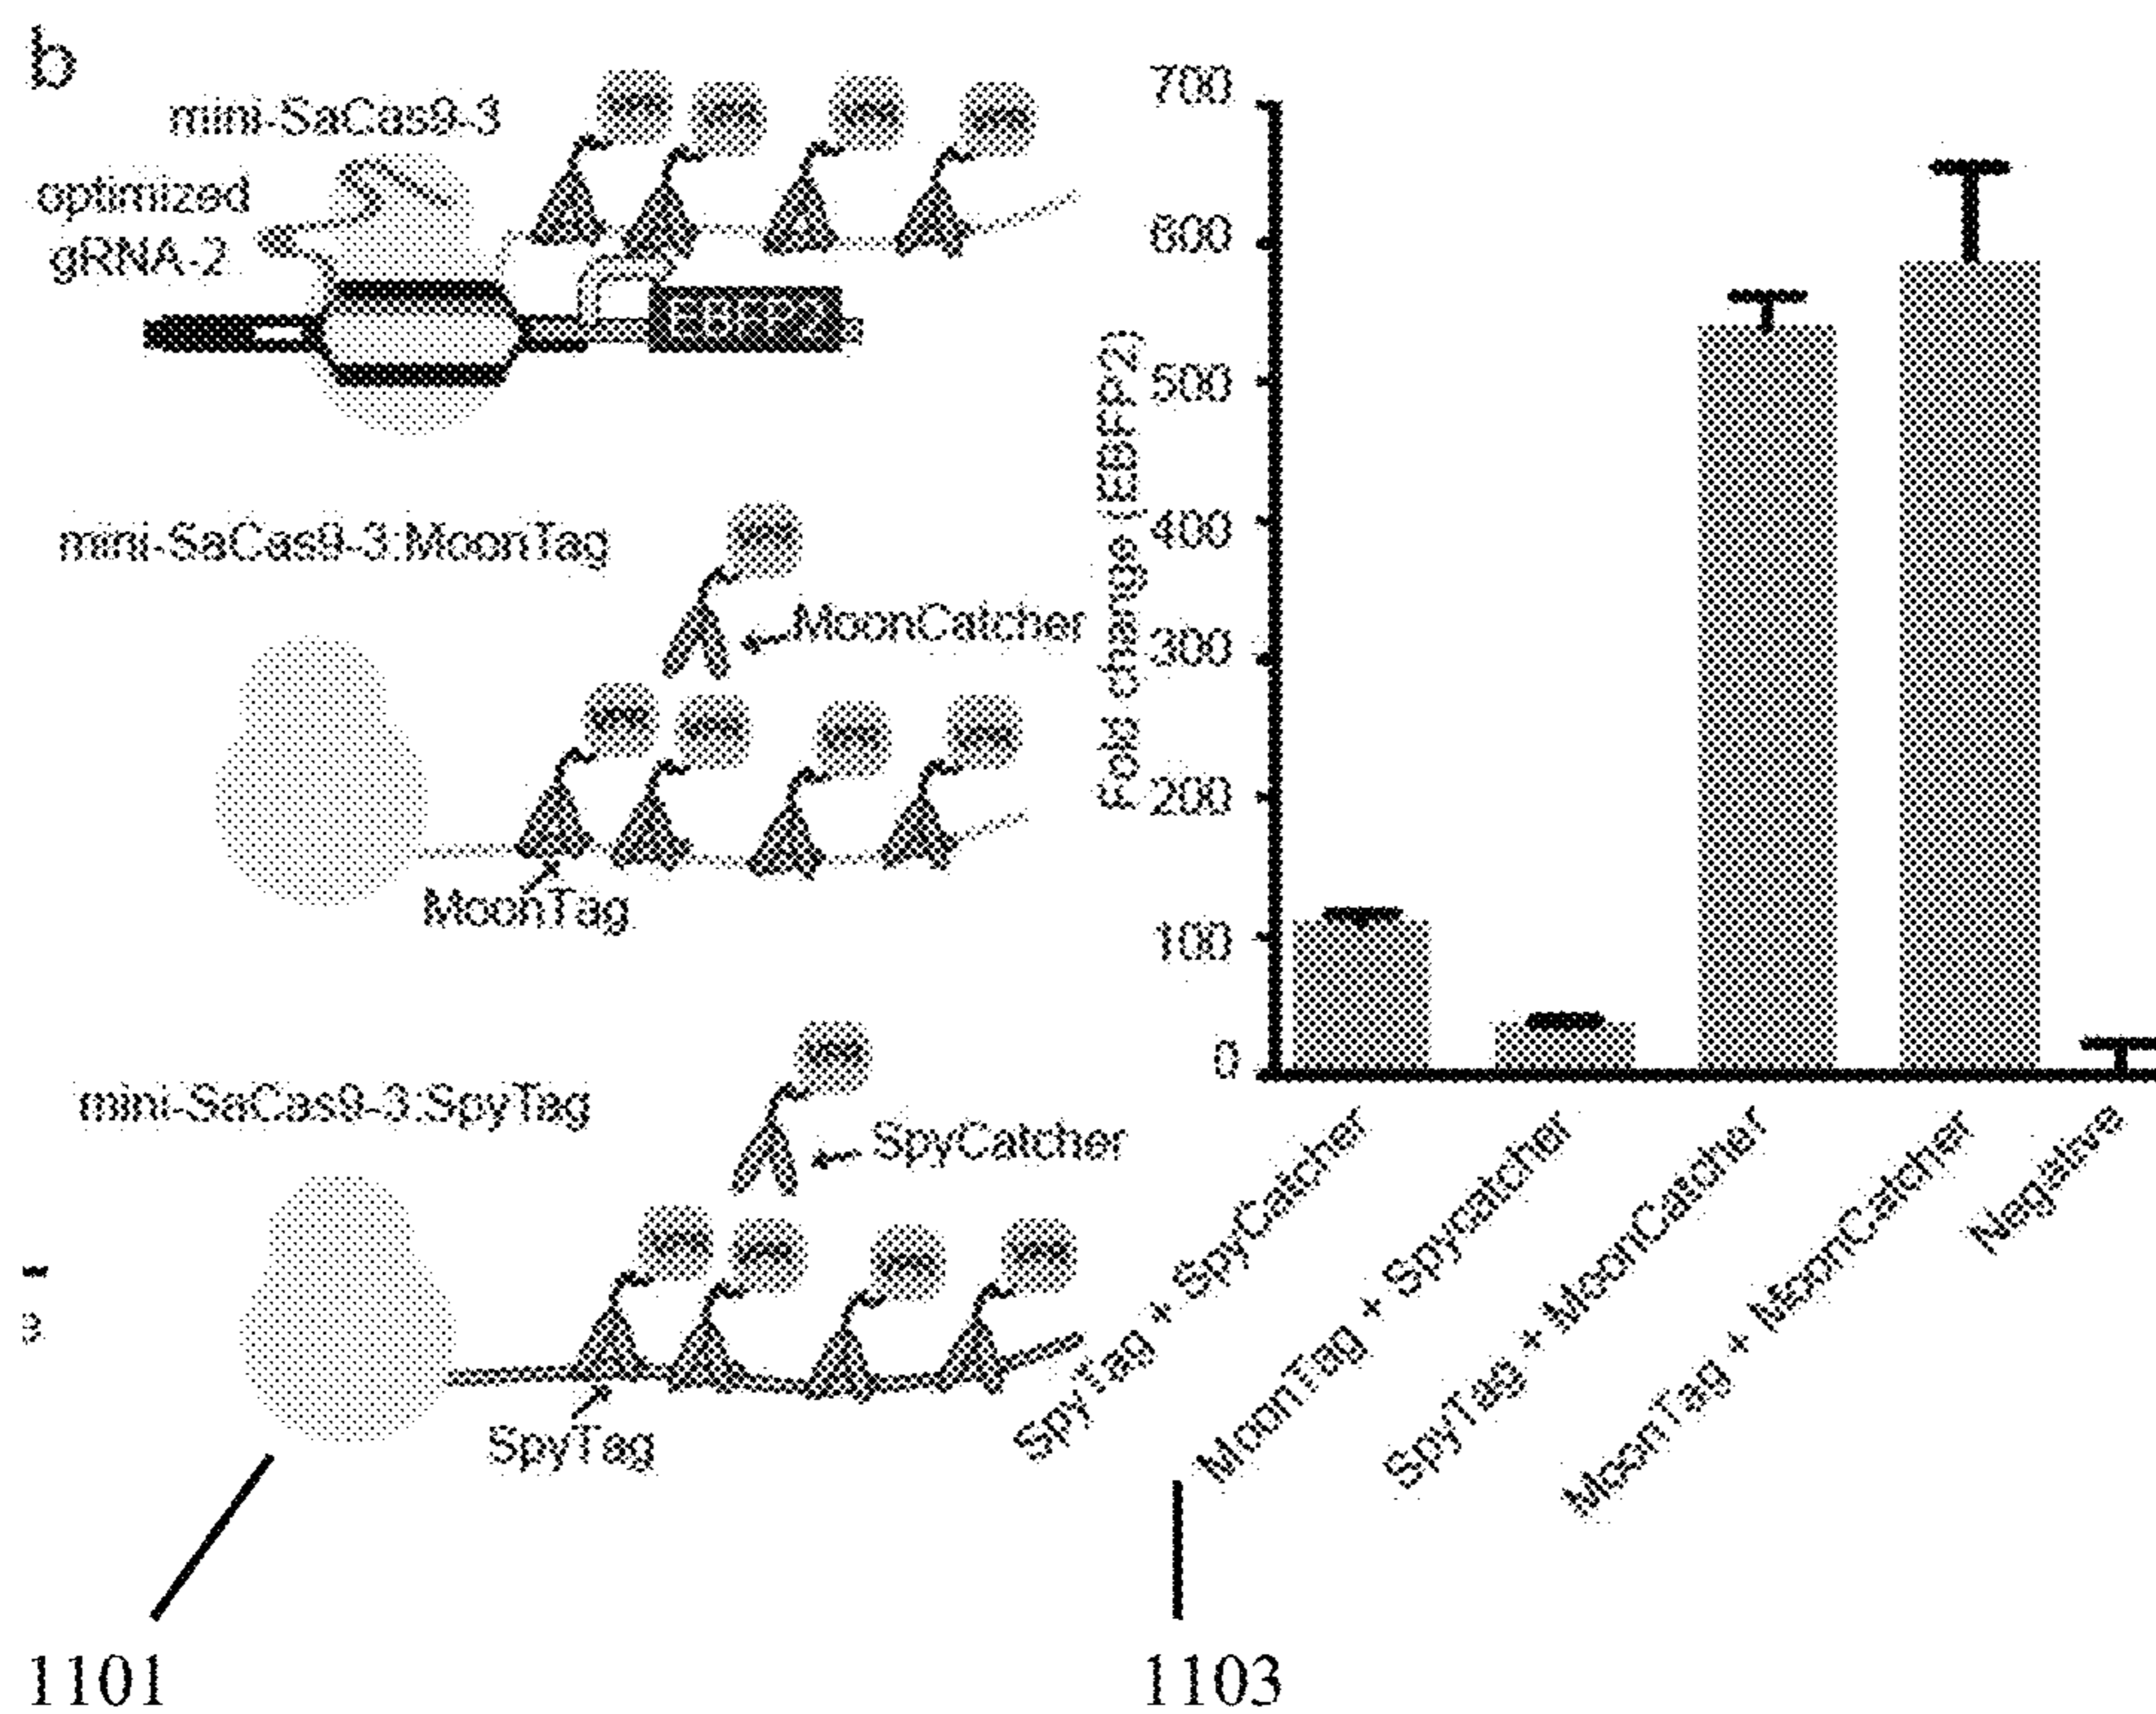 b
mini-SaCas9-3
optimized
gRNA-2
EBFP2
mini-SaCas9-3:MoonTag
MoonCatcher
MoonTag
mini-SaCas9-3:SpyTag
SpyCatcher
SpyTag
1101
Fold change (EBFP2)
700
600
500
400
300
200
100
0
SpyTag + SpyCatcher
MoonTag + Spycatcher
SpyTag + MoonCatcher
MoonTag + MoonCatcher
Negative
1103